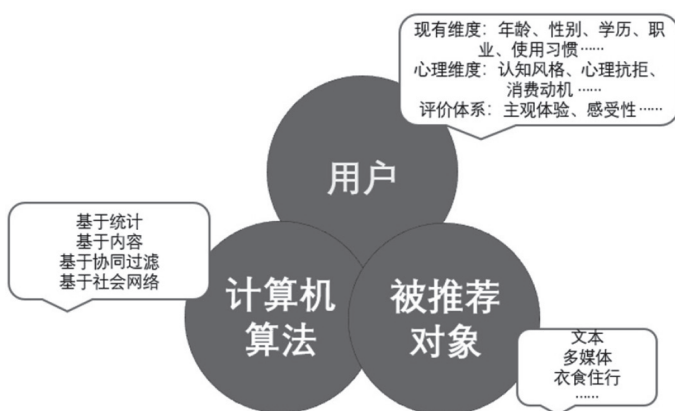 现有维度：年龄、性别、学历、职
业、使用习惯……
心理维度：认知风格、心理抗拒、
消费动机……
评价体系：主观体验、感受性……
用户
基于统计
基于内容
基于协同过滤
基于社会网络
计算机
算法
被推荐
对象
文本
多媒体
衣食住行
……